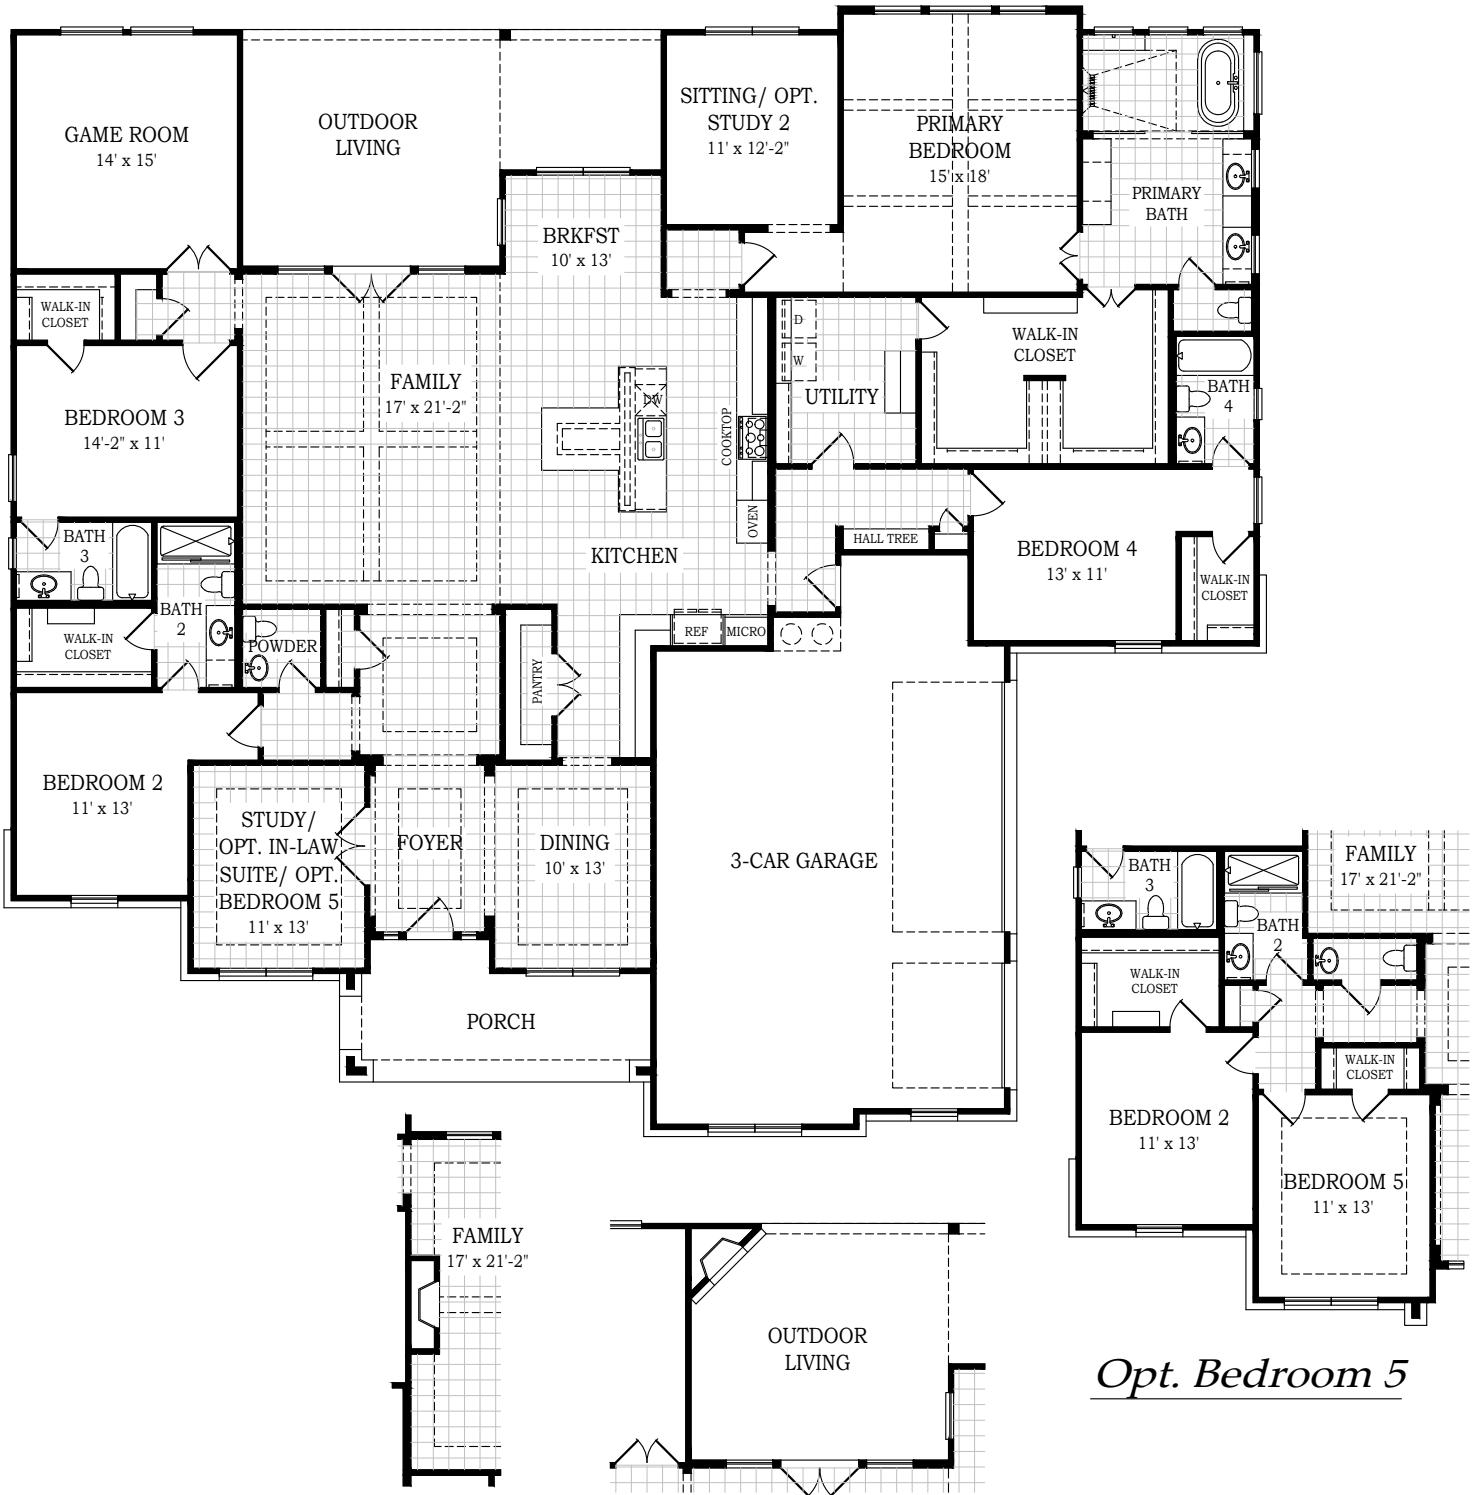 GAME ROOM
14' x 15'
OUTDOOR
LIVING
SITTING/ OPT.
STUDY 2
11' x 12'-2"
PRIMARY
BEDROOM
15' x 18'
PRIMARY
BATH
BRKFST
10' x 13'
WALK-IN
CLOSET
D
W
UTILITY
WALK-IN
CLOSET
BATH
4
FAMILY
17' x 21'-2"
DW
COOKTOP
OVEN
BEDROOM 3
14'-2" x 11'
KITCHEN
HALL TREE
BEDROOM 4
13' x 11'
WALK-IN
CLOSET
BATH
3
BATH
2
WALK-IN
CLOSET
POWDER
PANTRY
REF
MICRO
BEDROOM 2
11' x 13'
STUDY/
OPT. IN-LAW
SUITE/ OPT.
BEDROOM 5
11' x 13'
FOYER
DINING
10' x 13'
3-CAR GARAGE
PORCH
FAMILY
17' x 21'-2"
BATH
3
BATH
2
WALK-IN
CLOSET
WALK-IN
CLOSET
BEDROOM 2
11' x 13'
BEDROOM 5
11' x 13'
Opt. Bedroom 5
FAMILY
17' x 21'-2"
OUTDOOR
LIVING